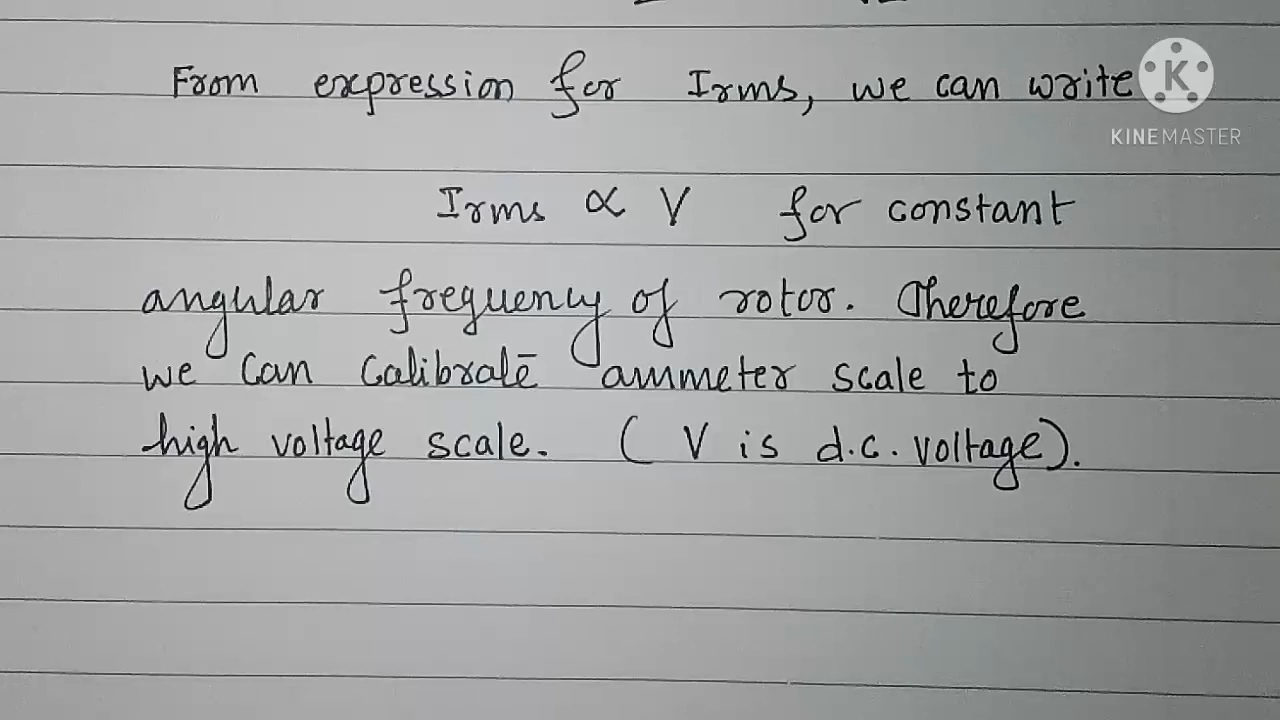 From expression for Irms, we can write
K
KINEMASTER
Irms ∝ V for constant
angular frequency of rotor. Therefore
we can calibrate ammeter scale to
high voltage scale. ( V is d.c. voltage).